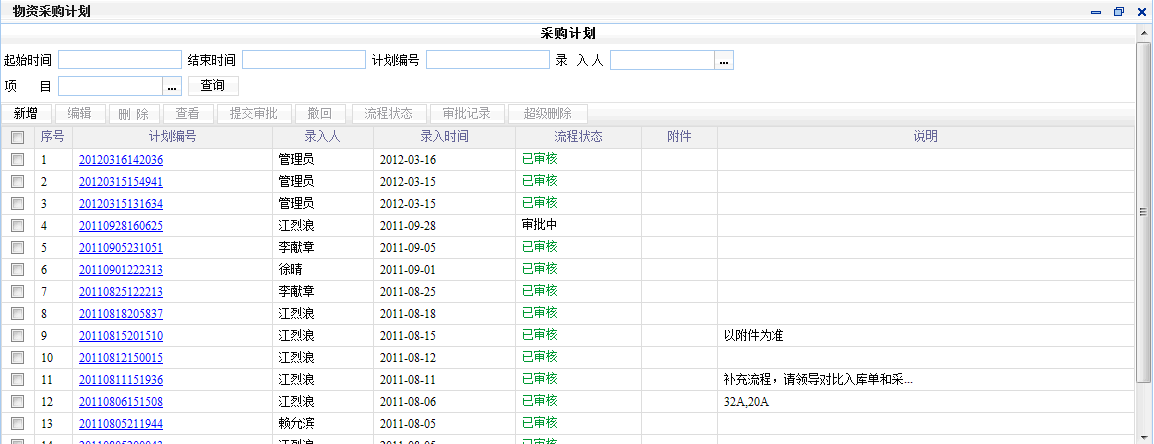 物资采购计划
采购计划
起始时间 结束时间 计划编号 录 入 人 ...
项 目 ... 查询
新增 编辑 删 除 查看 提交审批 撤回 流程状态 审批记录 超级删除
序号 计划编号 录入人 录入时间 流程状态 附件 说明
1 20120316142036 管理员 2012-03-16 已审核
2 20120315154941 管理员 2012-03-15 已审核
3 20120315131634 管理员 2012-03-15 已审核
4 20110928160625 江烈浪 2011-09-28 审批中
5 20110905231051 李献章 2011-09-05 已审核
6 20110901222313 徐晴 2011-09-01 已审核
7 20110825122213 李献章 2011-08-25 已审核
8 20110818205837 江烈浪 2011-08-18 已审核
9 20110815201510 江烈浪 2011-08-15 已审核 以附件为准
10 20110812150015 江烈浪 2011-08-12 已审核
11 20110811151936 江烈浪 2011-08-11 已审核 补充流程，请领导对比入库单和采...
12 20110806151508 江烈浪 2011-08-06 已审核 32A,20A
13 20110805211944 赖允滨 2011-08-05 已审核